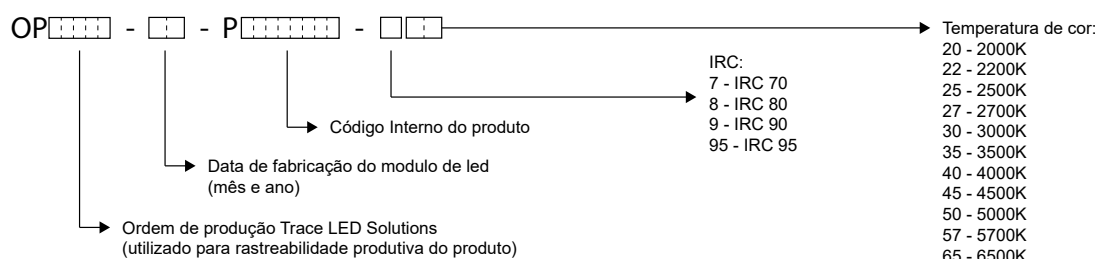 OP - - P -
Temperatura de cor:
20 - 2000K
22 - 2200K
25 - 2500K
27 - 2700K
30 - 3000K
35 - 3500K
40 - 4000K
45 - 4500K
50 - 5000K
57 - 5700K
65 - 6500K
IRC:
7 - IRC 70
8 - IRC 80
9 - IRC 90
95 - IRC 95
Código Interno do produto
Data de fabricação do modulo de led
(mês e ano)
Ordem de produção Trace LED Solutions
(utilizado para rastreabilidade produtiva do produto)